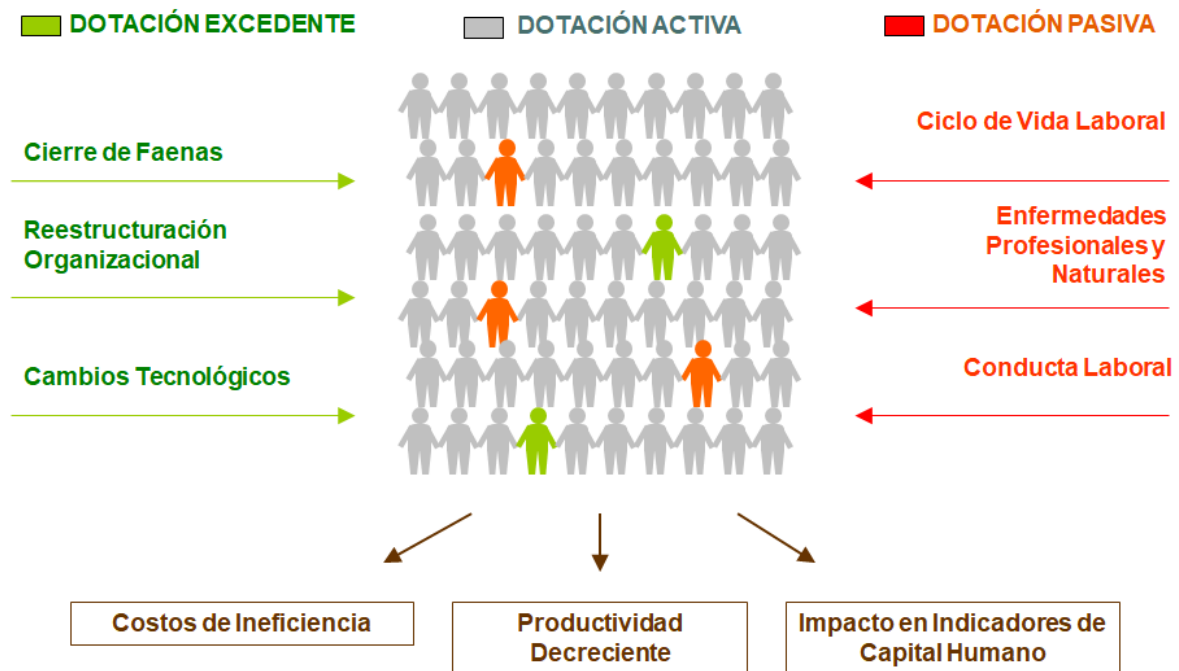 DOTACIÓN EXCEDENTE
DOTACIÓN ACTIVA
DOTACIÓN PASIVA
Cierre de Faenas
Reestructuración
Organizacional
Cambios Tecnológicos
Ciclo de Vida Laboral
Enfermedades
Profesionales y
Naturales
Conducta Laboral
Costos de Ineficiencia
Productividad
Decreciente
Impacto en Indicadores de
Capital Humano